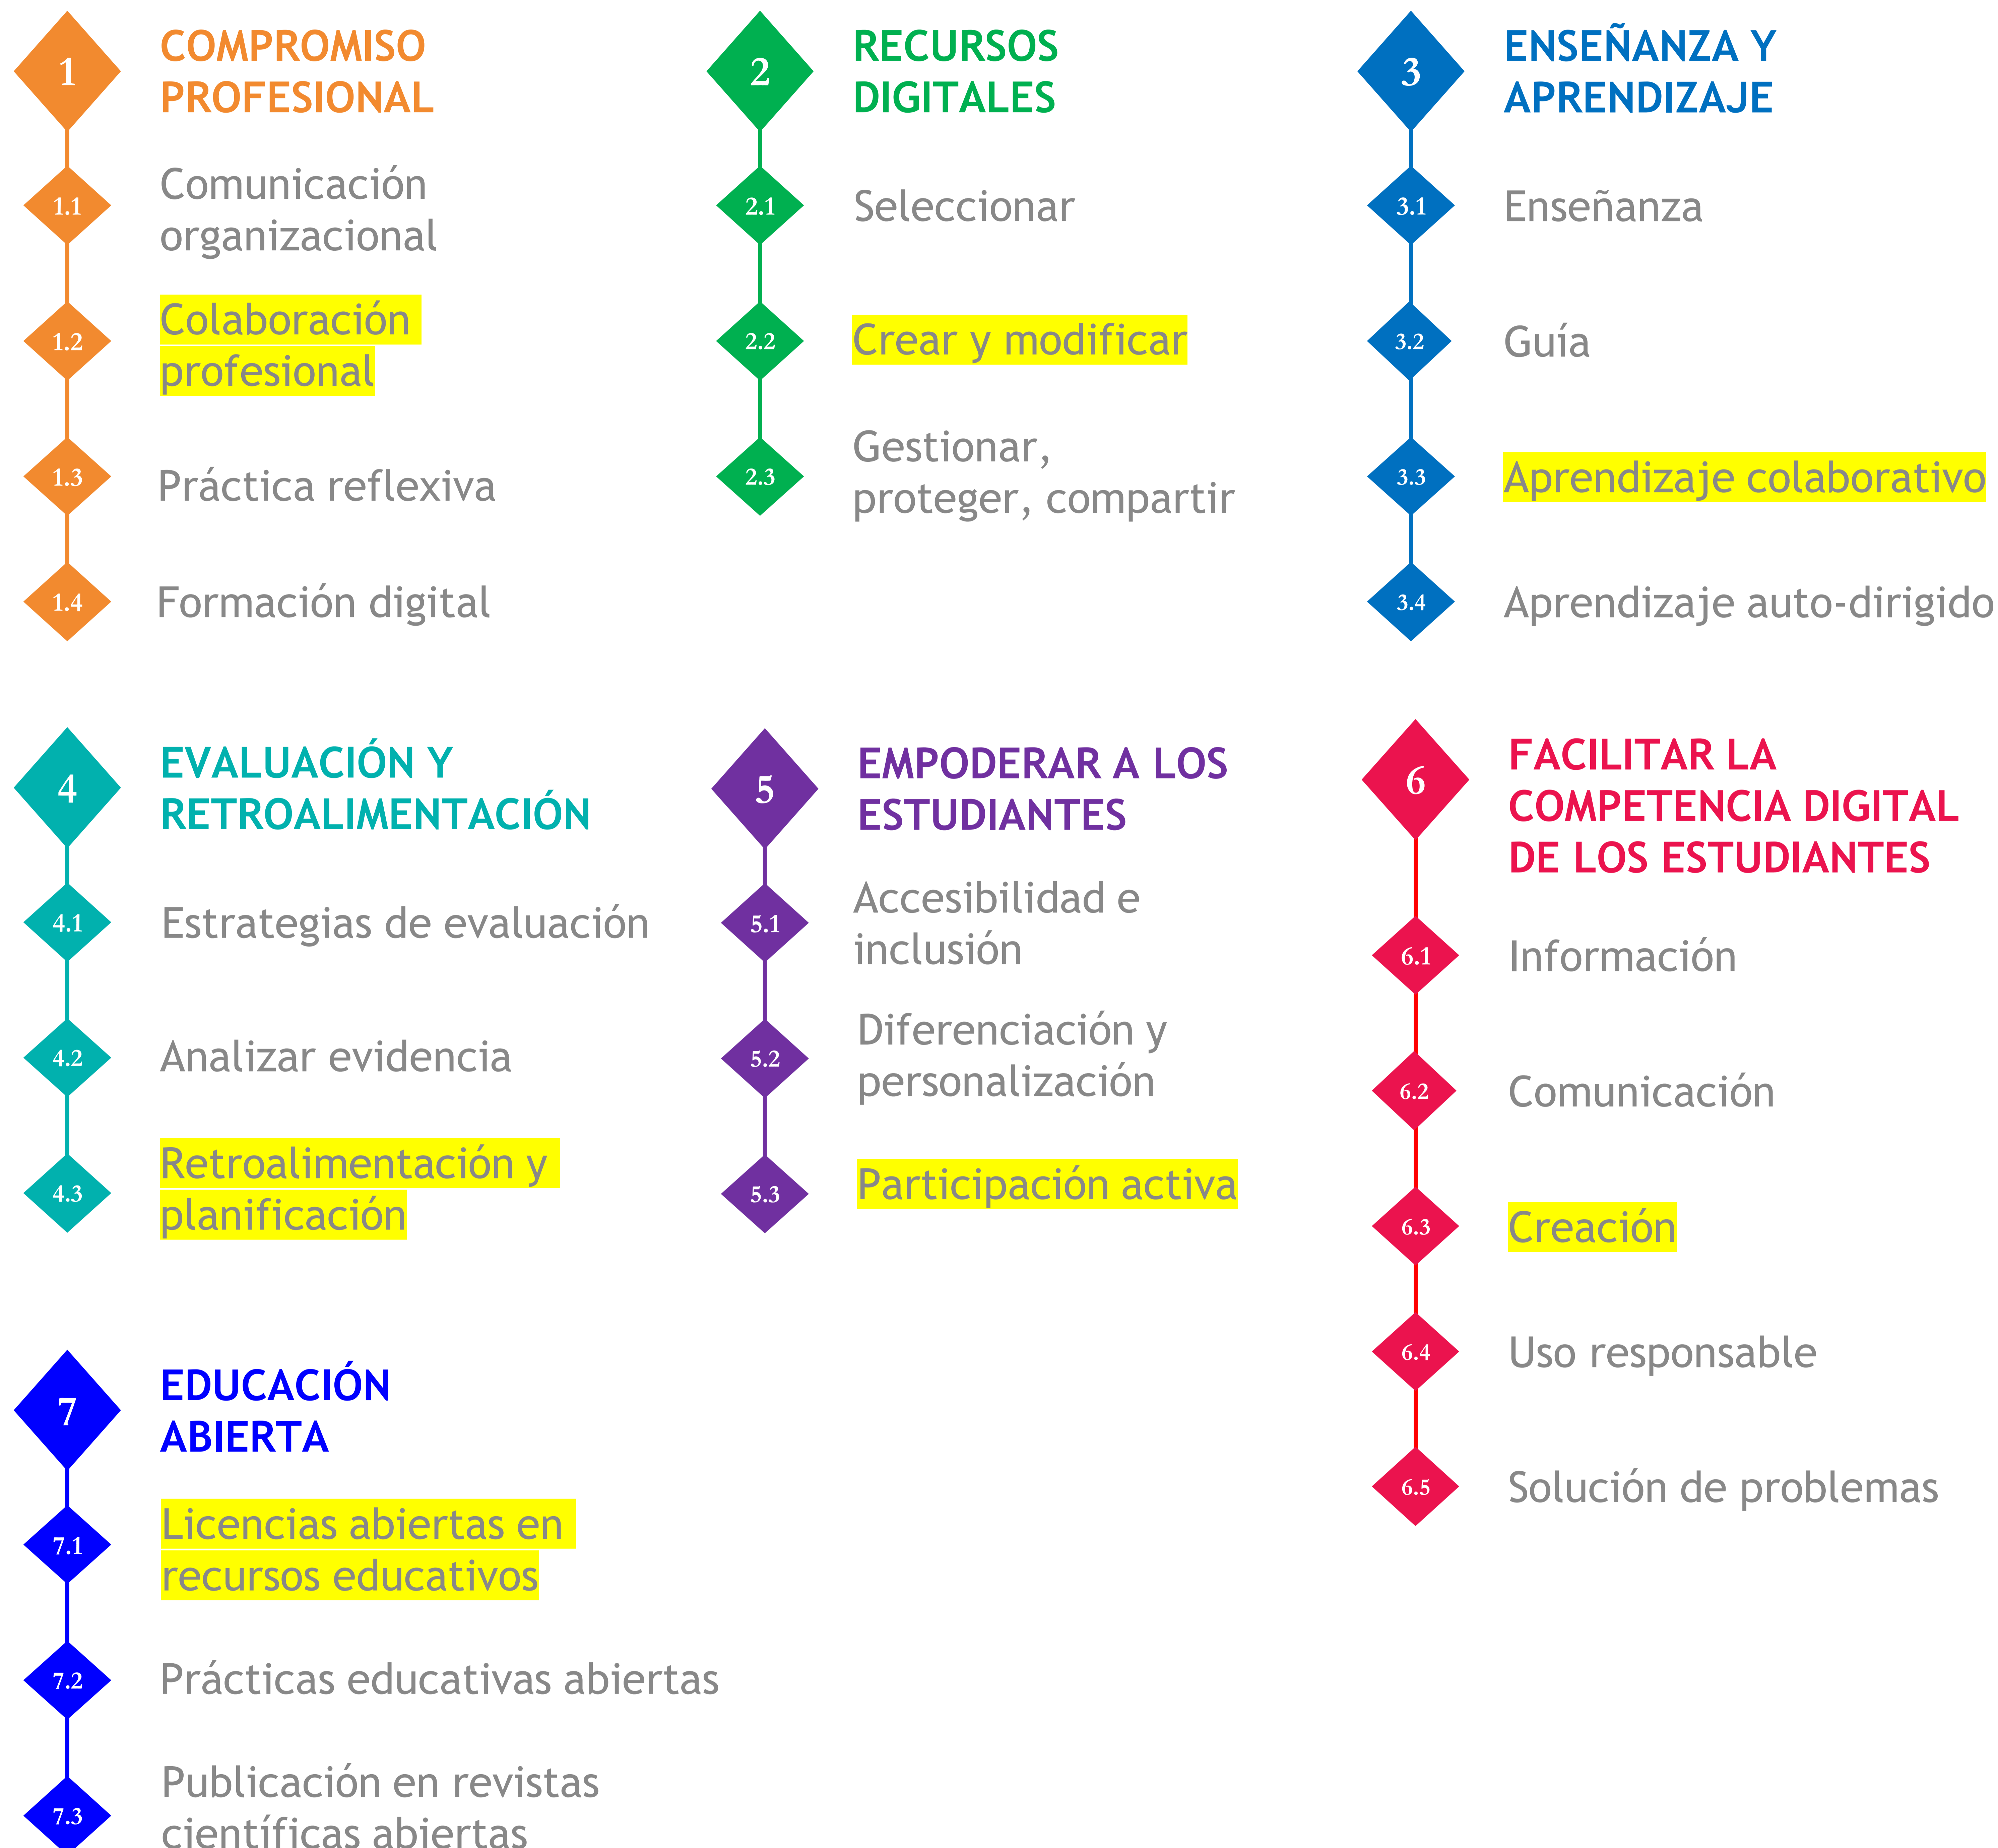 1
COMPROMISO
PROFESIONAL
1.1
Comunicación
organizacional
1.2
Colaboración
profesional
1.3
Práctica reflexiva
1.4
Formación digital
2
RECURSOS
DIGITALES
2.1
Seleccionar
2.2
Crear y modificar
2.3
Gestionar,
proteger, compartir
3
ENSEÑANZA Y
APRENDIZAJE
3.1
Enseñanza
3.2
Guía
3.3
Aprendizaje colaborativo
3.4
Aprendizaje auto-dirigido
4
EVALUACIÓN Y
RETROALIMENTACIÓN
4.1
Estrategias de evaluación
4.2
Analizar evidencia
4.3
Retroalimentación y
planificación
5
EMPODERAR A LOS
ESTUDIANTES
5.1
Accesibilidad e
inclusión
5.2
Diferenciación y
personalización
5.3
Participación activa
6
FACILITAR LA
COMPETENCIA DIGITAL
DE LOS ESTUDIANTES
6.1
Información
6.2
Comunicación
6.3
Creación
6.4
Uso responsable
6.5
Solución de problemas
7
EDUCACIÓN
ABIERTA
7.1
Licencias abiertas en
recursos educativos
7.2
Prácticas educativas abiertas
7.3
Publicación en revistas
científicas abiertas